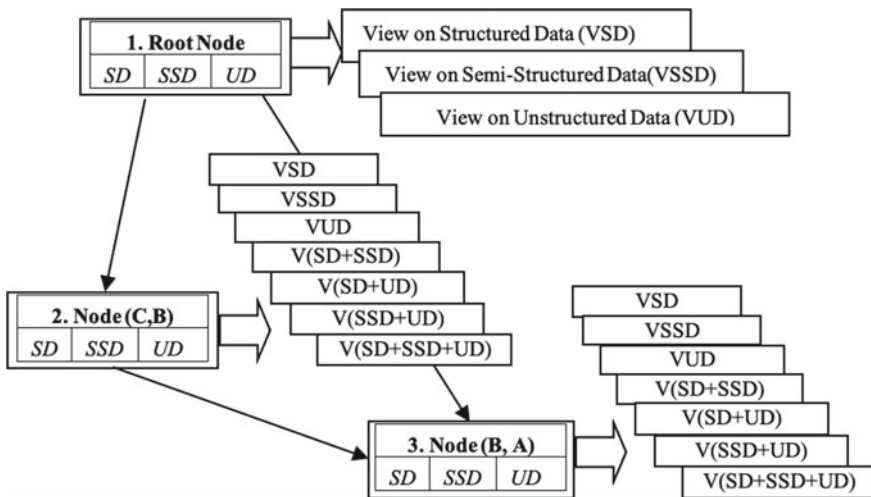 1. Root Node
SD SSD UD
View on Structured Data (VSD)
View on Semi-Structured Data(VSSD)
View on Unstructured Data (VUD)
VSD
VSSD
VUD
V(SD+SSD)
V(SD+UD)
V(SSD+UD)
V(SD+SSD+UD)
2. Node (C,B)
SD SSD UD
VSD
VSSD
VUD
V(SD+SSD)
V(SD+UD)
V(SSD+UD)
V(SD+SSD+UD)
3. Node (B, A)
SD SSD UD